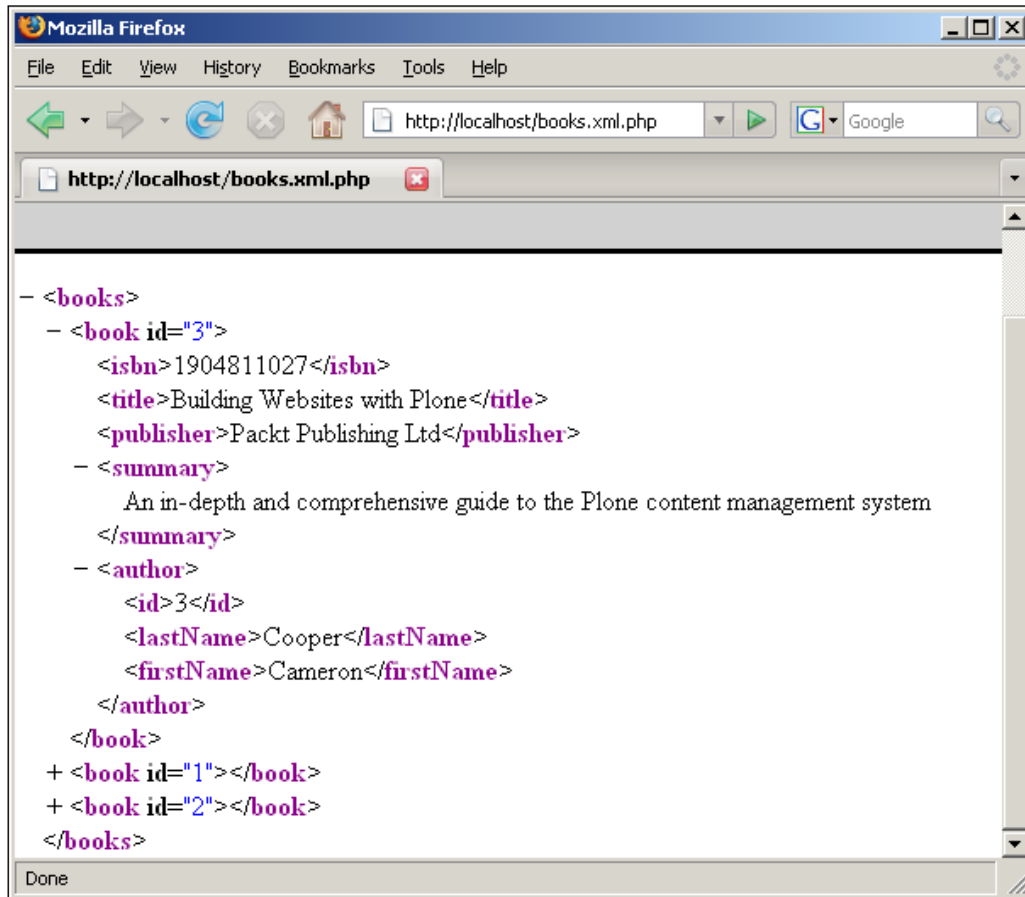 Mozilla Firefox
File Edit View History Bookmarks Tools Help
http://localhost/books.xml.php G Google
http://localhost/books.xml.php
− <books>
− <book id="3">
<isbn>1904811027</isbn>
<title>Building Websites with Plone</title>
<publisher>Packt Publishing Ltd</publisher>
− <summary>
An in-depth and comprehensive guide to the Plone content management system
</summary>
− <author>
<id>3</id>
<lastName>Cooper</lastName>
<firstName>Cameron</firstName>
</author>
</book>
+ <book id="1"></book>
+ <book id="2"></book>
</books>
Done